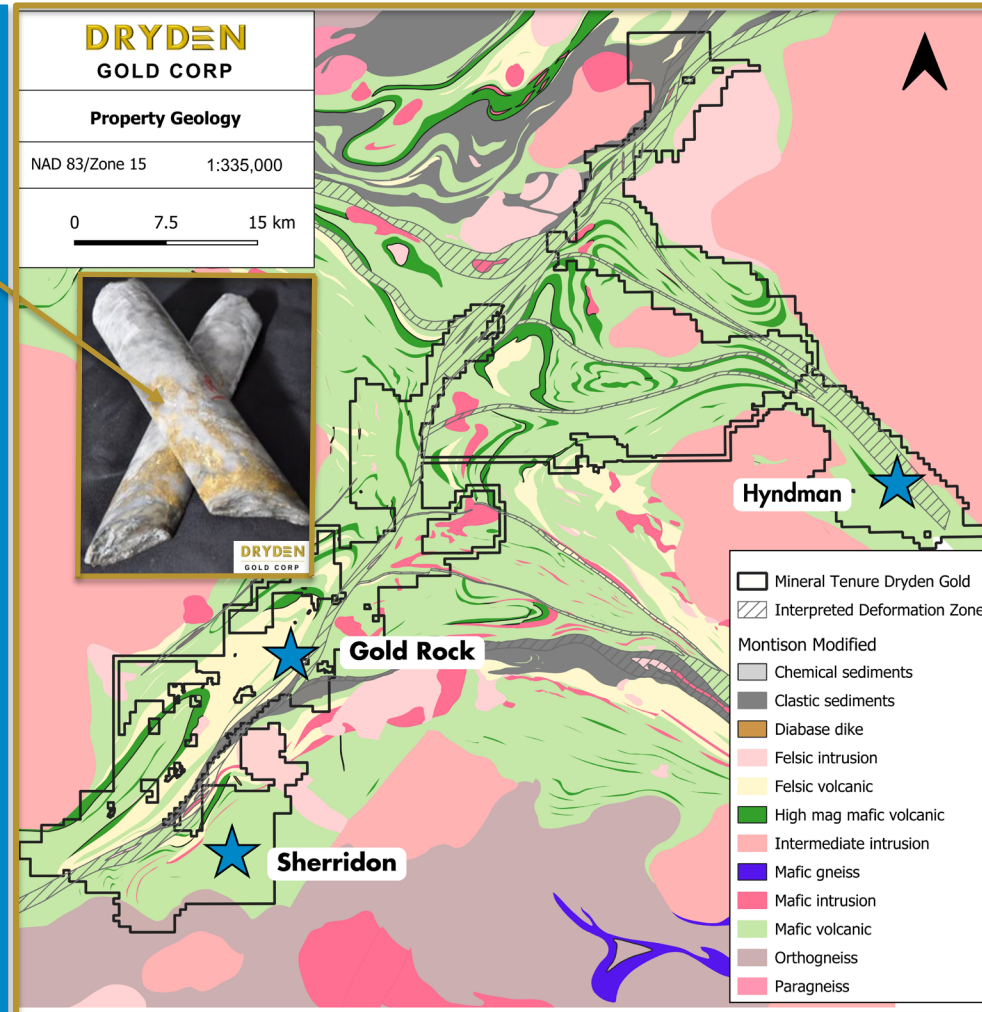 DRYDEN
GOLD CORP
Property Geology
NAD 83/Zone 15 1:335,000
0 7.5 15 km
DRYDEN
GOLD CORP
Hyndman
Gold Rock
Sherridon
Mineral Tenure Dryden Gold
Interpreted Deformation Zone
Montison Modified
Chemical sediments
Clastic sediments
Diabase dike
Felsic intrusion
Felsic volcanic
High mag mafic volcanic
Intermediate intrusion
Mafic gneiss
Mafic intrusion
Mafic volcanic
Orthogneiss
Paragneiss